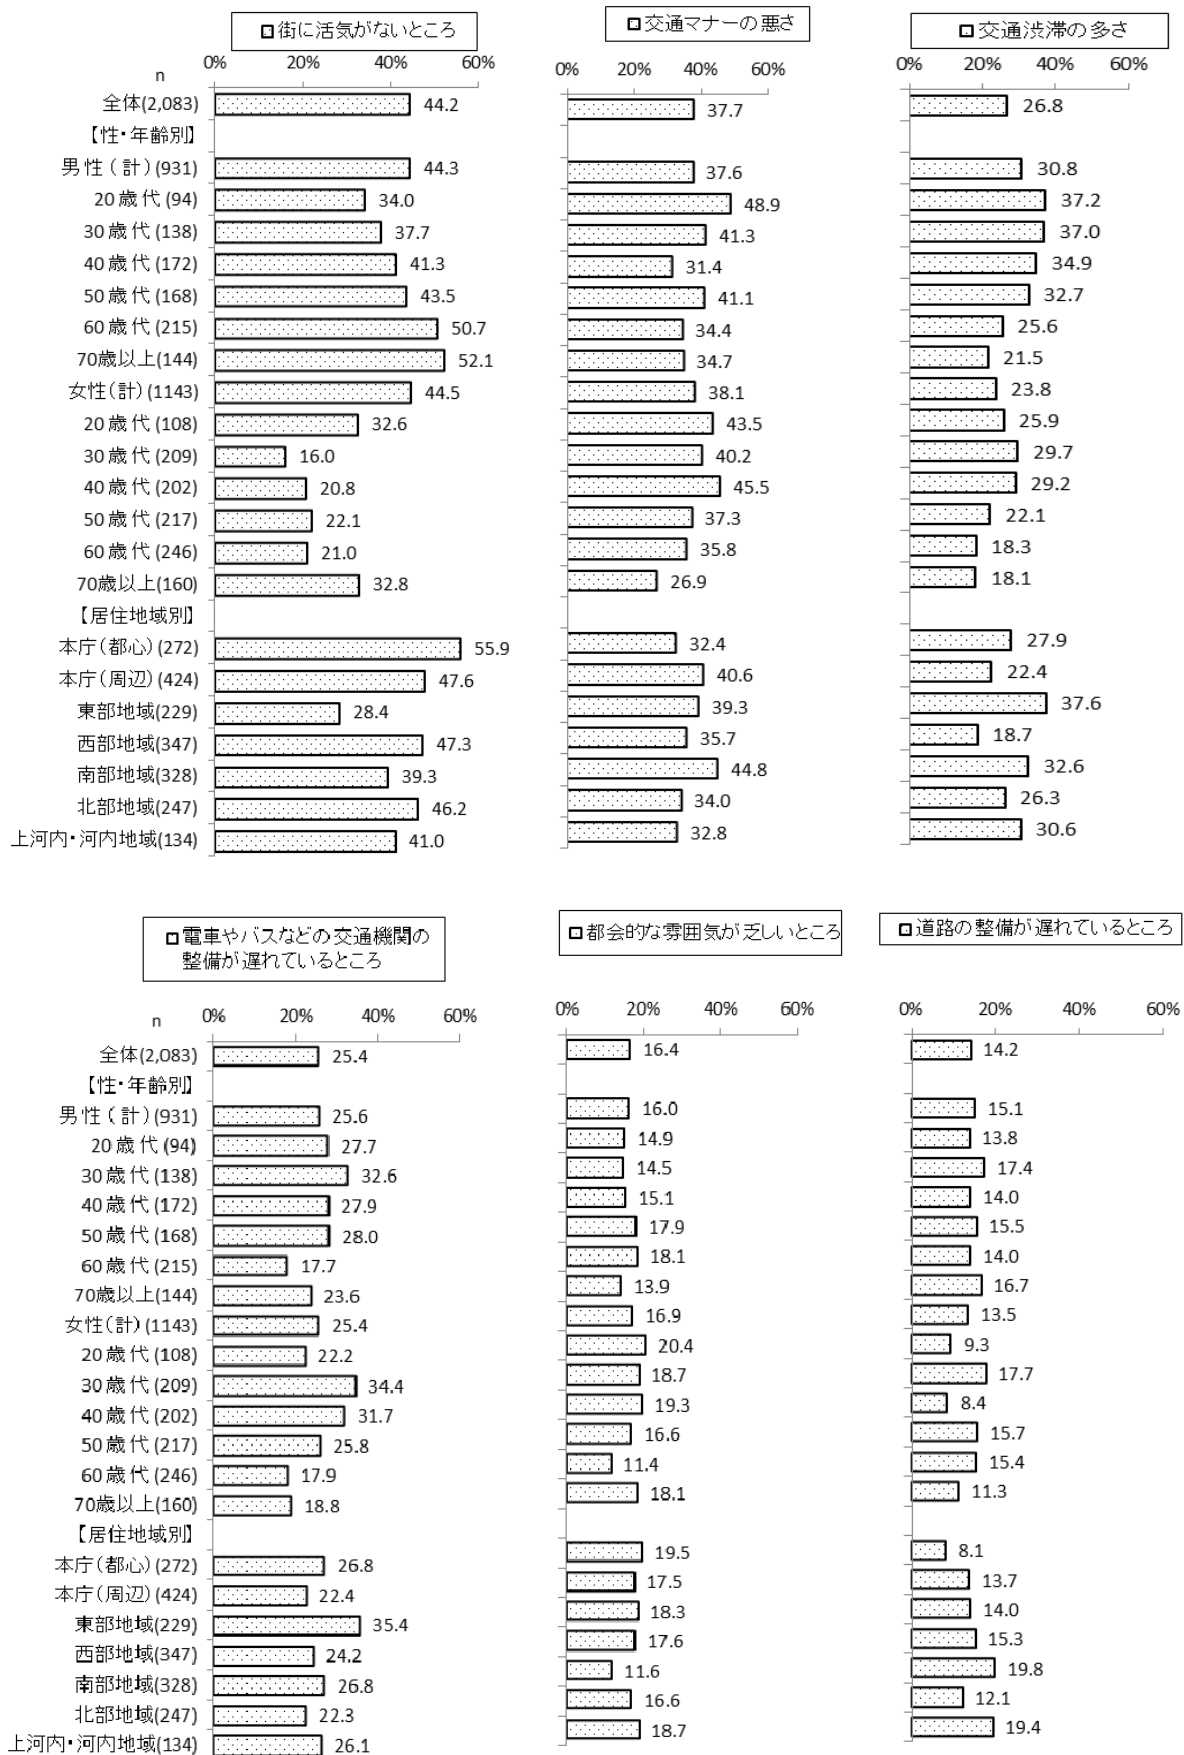 街に活気がないところ
交通マナーの悪さ
交通渋滞の多さ
n
0% 20% 40% 60%
0% 20% 40% 60%
0% 20% 40% 60%
全体(2,083) 44.2 37.7 26.8
【性・年齢別】
男性(計)(931) 44.3 37.6 30.8
20歳代(94) 34.0 48.9 37.2
30歳代(138) 37.7 41.3 37.0
40歳代(172) 41.3 31.4 34.9
50歳代(168) 43.5 41.1 32.7
60歳代(215) 50.7 34.4 25.6
70歳以上(144) 52.1 34.7 21.5
女性(計)(1143) 44.5 38.1 23.8
20歳代(108) 32.6 43.5 25.9
30歳代(209) 16.0 40.2 29.7
40歳代(202) 20.8 45.5 29.2
50歳代(217) 22.1 37.3 22.1
60歳代(246) 21.0 35.8 18.3
70歳以上(160) 32.8 26.9 18.1
【居住地域別】
本庁(都心)(272) 55.9 32.4 27.9
本庁(周辺)(424) 47.6 40.6 22.4
東部地域(229) 28.4 39.3 37.6
西部地域(347) 47.3 35.7 18.7
南部地域(328) 39.3 44.8 32.6
北部地域(247) 46.2 34.0 26.3
上河内・河内地域(134) 41.0 32.8 30.6
電車やバスなどの交通機関の
整備が遅れているところ
都会的な雰囲気が乏しいところ
道路の整備が遅れているところ
n
0% 20% 40% 60%
0% 20% 40% 60%
0% 20% 40% 60%
全体(2,083) 25.4 16.4 14.2
【性・年齢別】
男性(計)(931) 25.6 16.0 15.1
20歳代(94) 27.7 14.9 13.8
30歳代(138) 32.6 14.5 17.4
40歳代(172) 27.9 15.1 14.0
50歳代(168) 28.0 17.9 15.5
60歳代(215) 17.7 18.1 14.0
70歳以上(144) 23.6 13.9 16.7
女性(計)(1143) 25.4 16.9 13.5
20歳代(108) 22.2 20.4 9.3
30歳代(209) 34.4 18.7 17.7
40歳代(202) 31.7 19.3 8.4
50歳代(217) 25.8 16.6 15.7
60歳代(246) 17.9 11.4 15.4
70歳以上(160) 18.8 18.1 11.3
【居住地域別】
本庁(都心)(272) 26.8 19.5 8.1
本庁(周辺)(424) 22.4 17.5 13.7
東部地域(229) 35.4 18.3 14.0
西部地域(347) 24.2 17.6 15.3
南部地域(328) 26.8 11.6 19.8
北部地域(247) 22.3 16.6 12.1
上河内・河内地域(134) 26.1 18.7 19.4